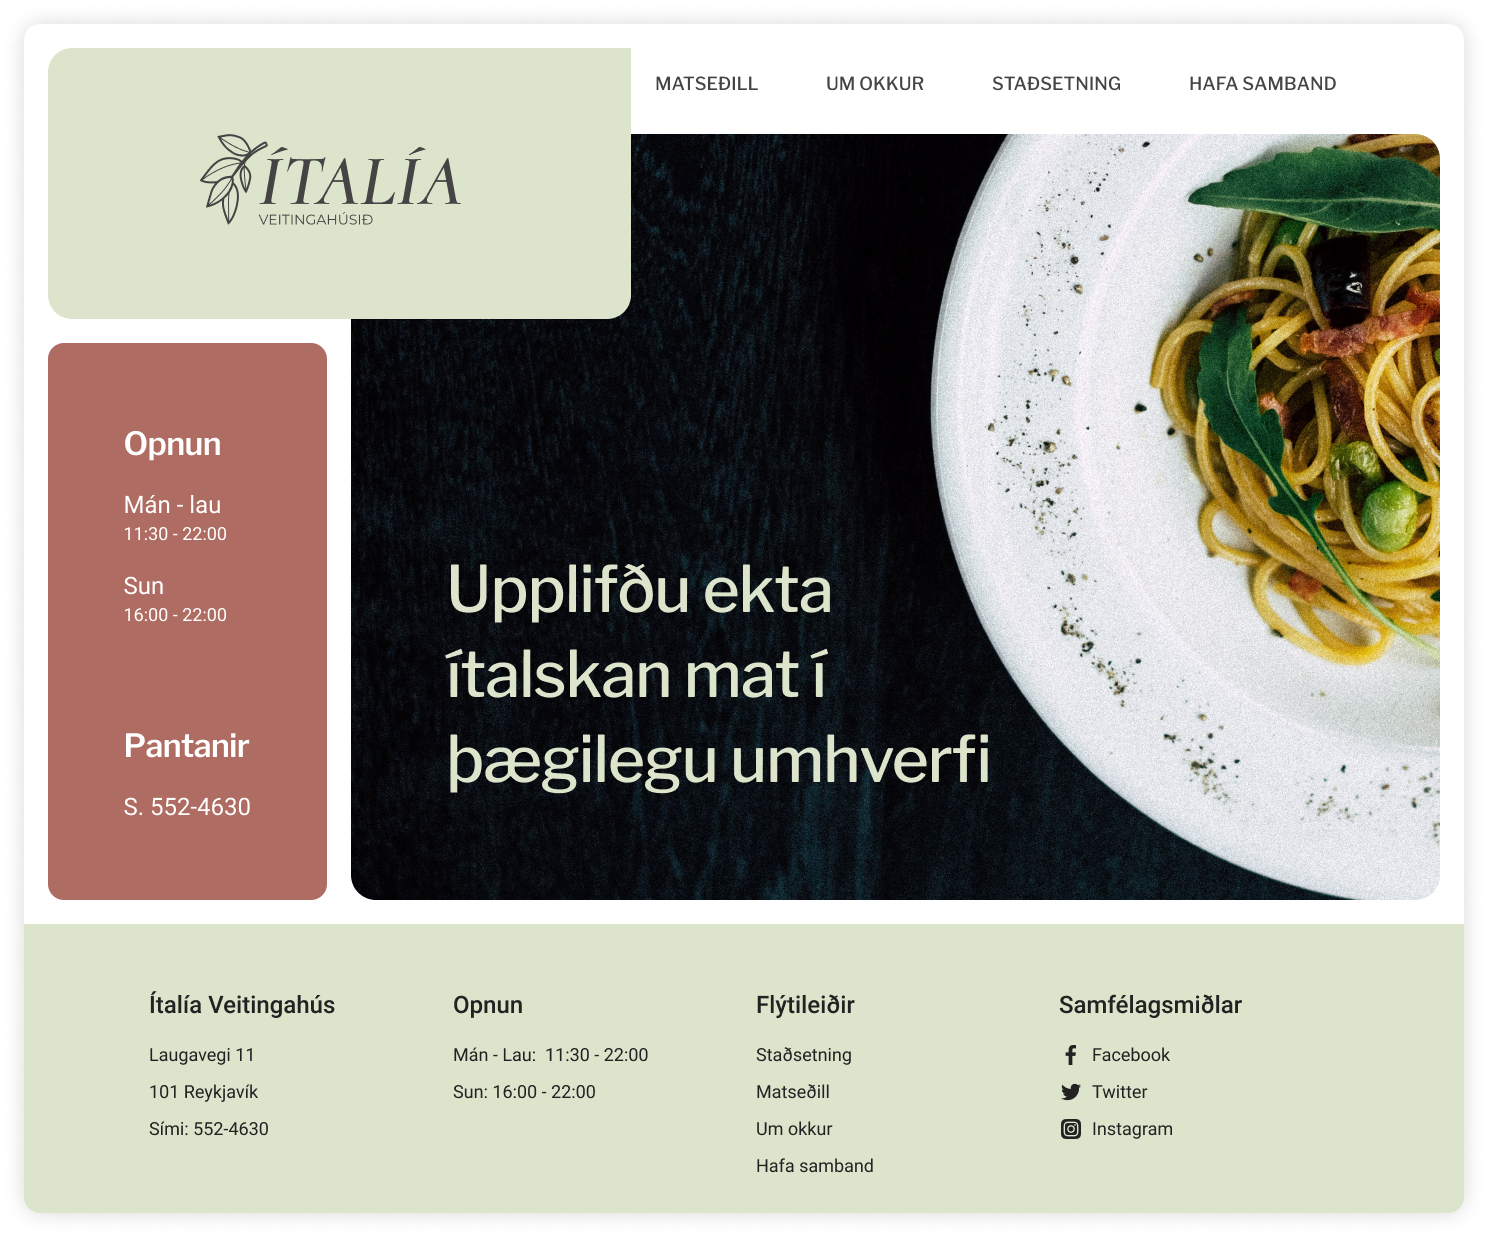 ÍTALÍA
VEITINGAHÚSIÐ
MATSEÐILL
UM OKKUR
STAÐSETNING
HAFA SAMBAND
Opnun
Mán - lau
11:30 - 22:00
Sun
16:00 - 22:00
Pantanir
S. 552-4630
Upplifðu ekta
ítalskan mat í
þægilegu umhverfi
Ítalía Veitingahús
Laugavegi 11
101 Reykjavík
Sími: 552-4630
Opnun
Mán - Lau:  11:30 - 22:00
Sun: 16:00 - 22:00
Flýtileiðir
Staðsetning
Matseðill
Um okkur
Hafa samband
Samfélagsmiðlar
Facebook
Twitter
Instagram